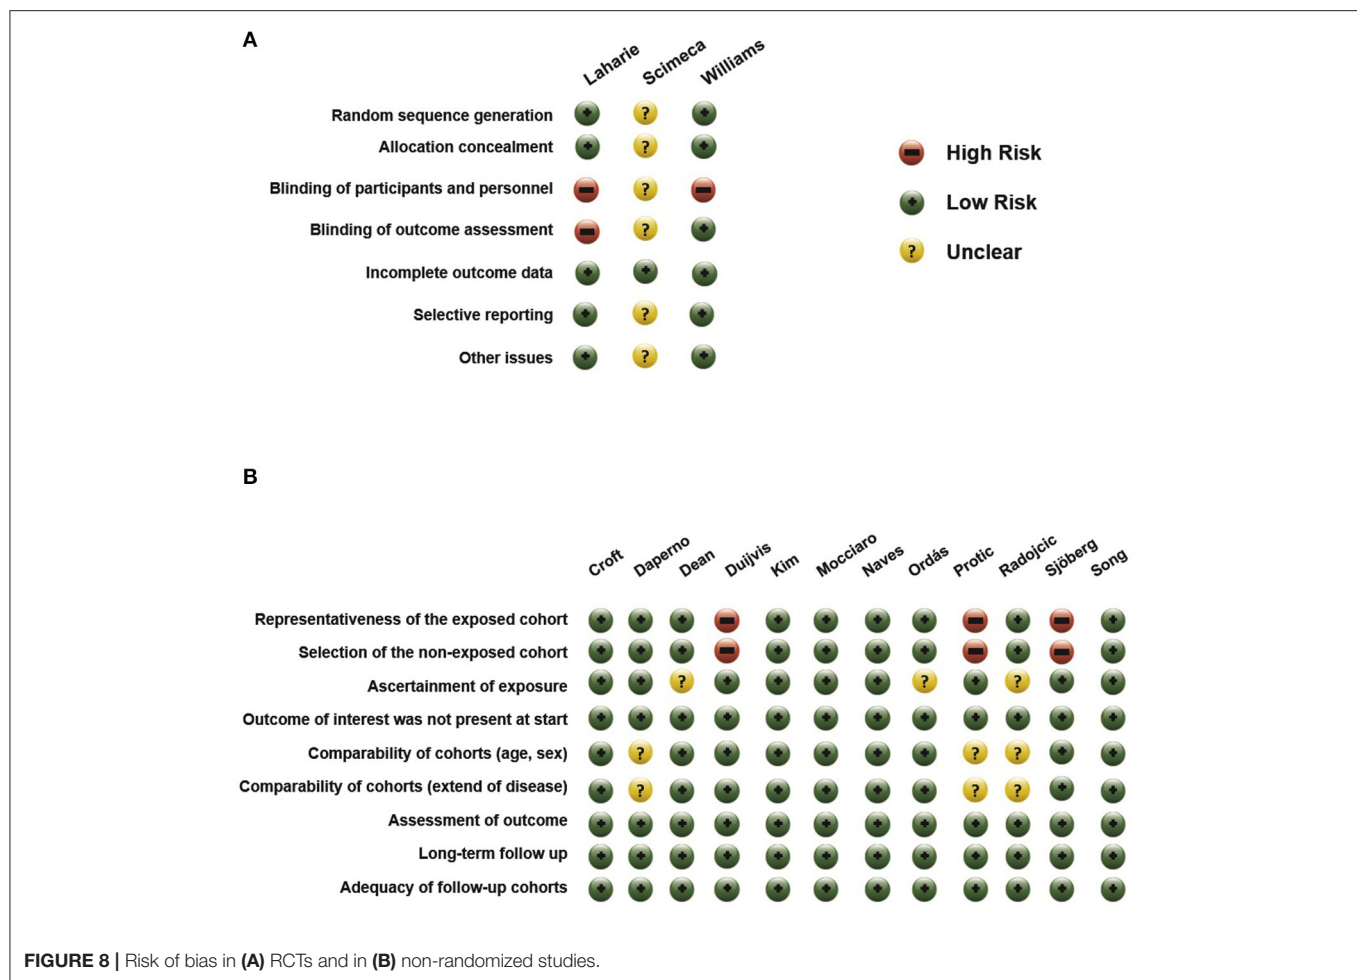 A
Laharie Scimeca Williams
Random sequence generation + ? +
Allocation concealment + ? +
Blinding of participants and personnel − ? −
Blinding of outcome assessment − ? +
Incomplete outcome data + + +
Selective reporting + ? +
Other issues + ? +
− High Risk
+ Low Risk
? Unclear
B
Croft Daperno Dean Duijvis Kim Mocciaro Naves Ordás Protic Radojcic Sjöberg Song
Representativeness of the exposed cohort + + + − + + + + − + − +
Selection of the non-exposed cohort + + + − + + + + − + − +
Ascertainment of exposure + + ? + + + + ? + ? + +
Outcome of interest was not present at start + + + + + + + + + + + +
Comparability of cohorts (age, sex) + ? + + + + + + ? ? + +
Comparability of cohorts (extend of disease) + ? + + + + + + ? ? + +
Assessment of outcome + + + + + + + + + + + +
Long-term follow up + + + + + + + + + + + +
Adequacy of follow-up cohorts + + + + + + + + + + + +
FIGURE 8 | Risk of bias in (A) RCTs and in (B) non-randomized studies.